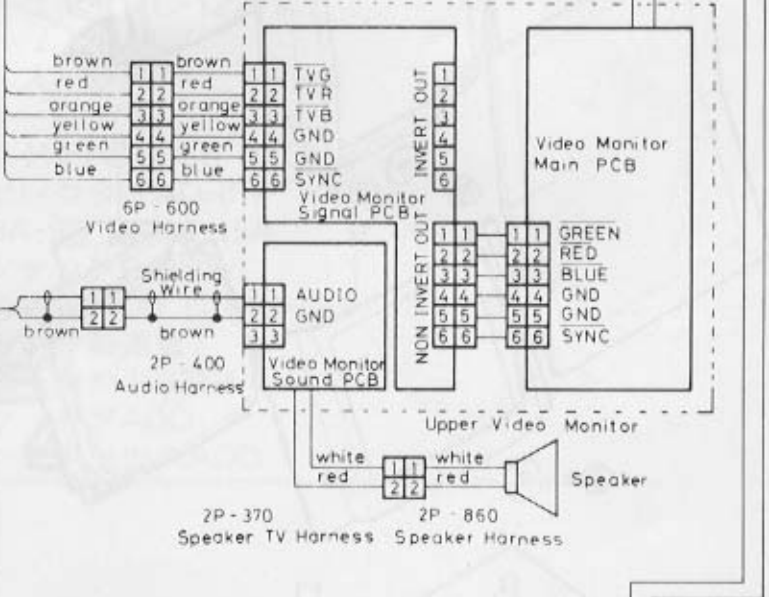 brown
red
orange
yellow
green
blue
1 1
2 2
3 3
4 4
5 5
6 6
brown
red
orange
yellow
green
blue
1 1
2 2
3 3
4 4
5 5
6 6
TVG
TVR
TVB
GND
GND
SYNC
Video Monitor
Signal PCB
6P - 600
Video Harness
INVERT OUT
1
2
3
4
5
6
Video Monitor
Main PCB
NON INVERT OUT
1 1
2 2
3 3
4 4
5 5
6 6
1 1
2 2
3 3
4 4
5 5
6 6
GREEN
RED
BLUE
GND
GND
SYNC
Shielding
Wire
brown
1 1
2 2
brown
1 1
2 2
3 3
AUDIO
GND
2P - 400
Audio Harness
Video Monitor
Sound PCB
Upper Video Monitor
white
red
1 1
2 2
white
red
Speaker
2P - 370
Speaker TV Harness
2P - 860
Speaker Harness